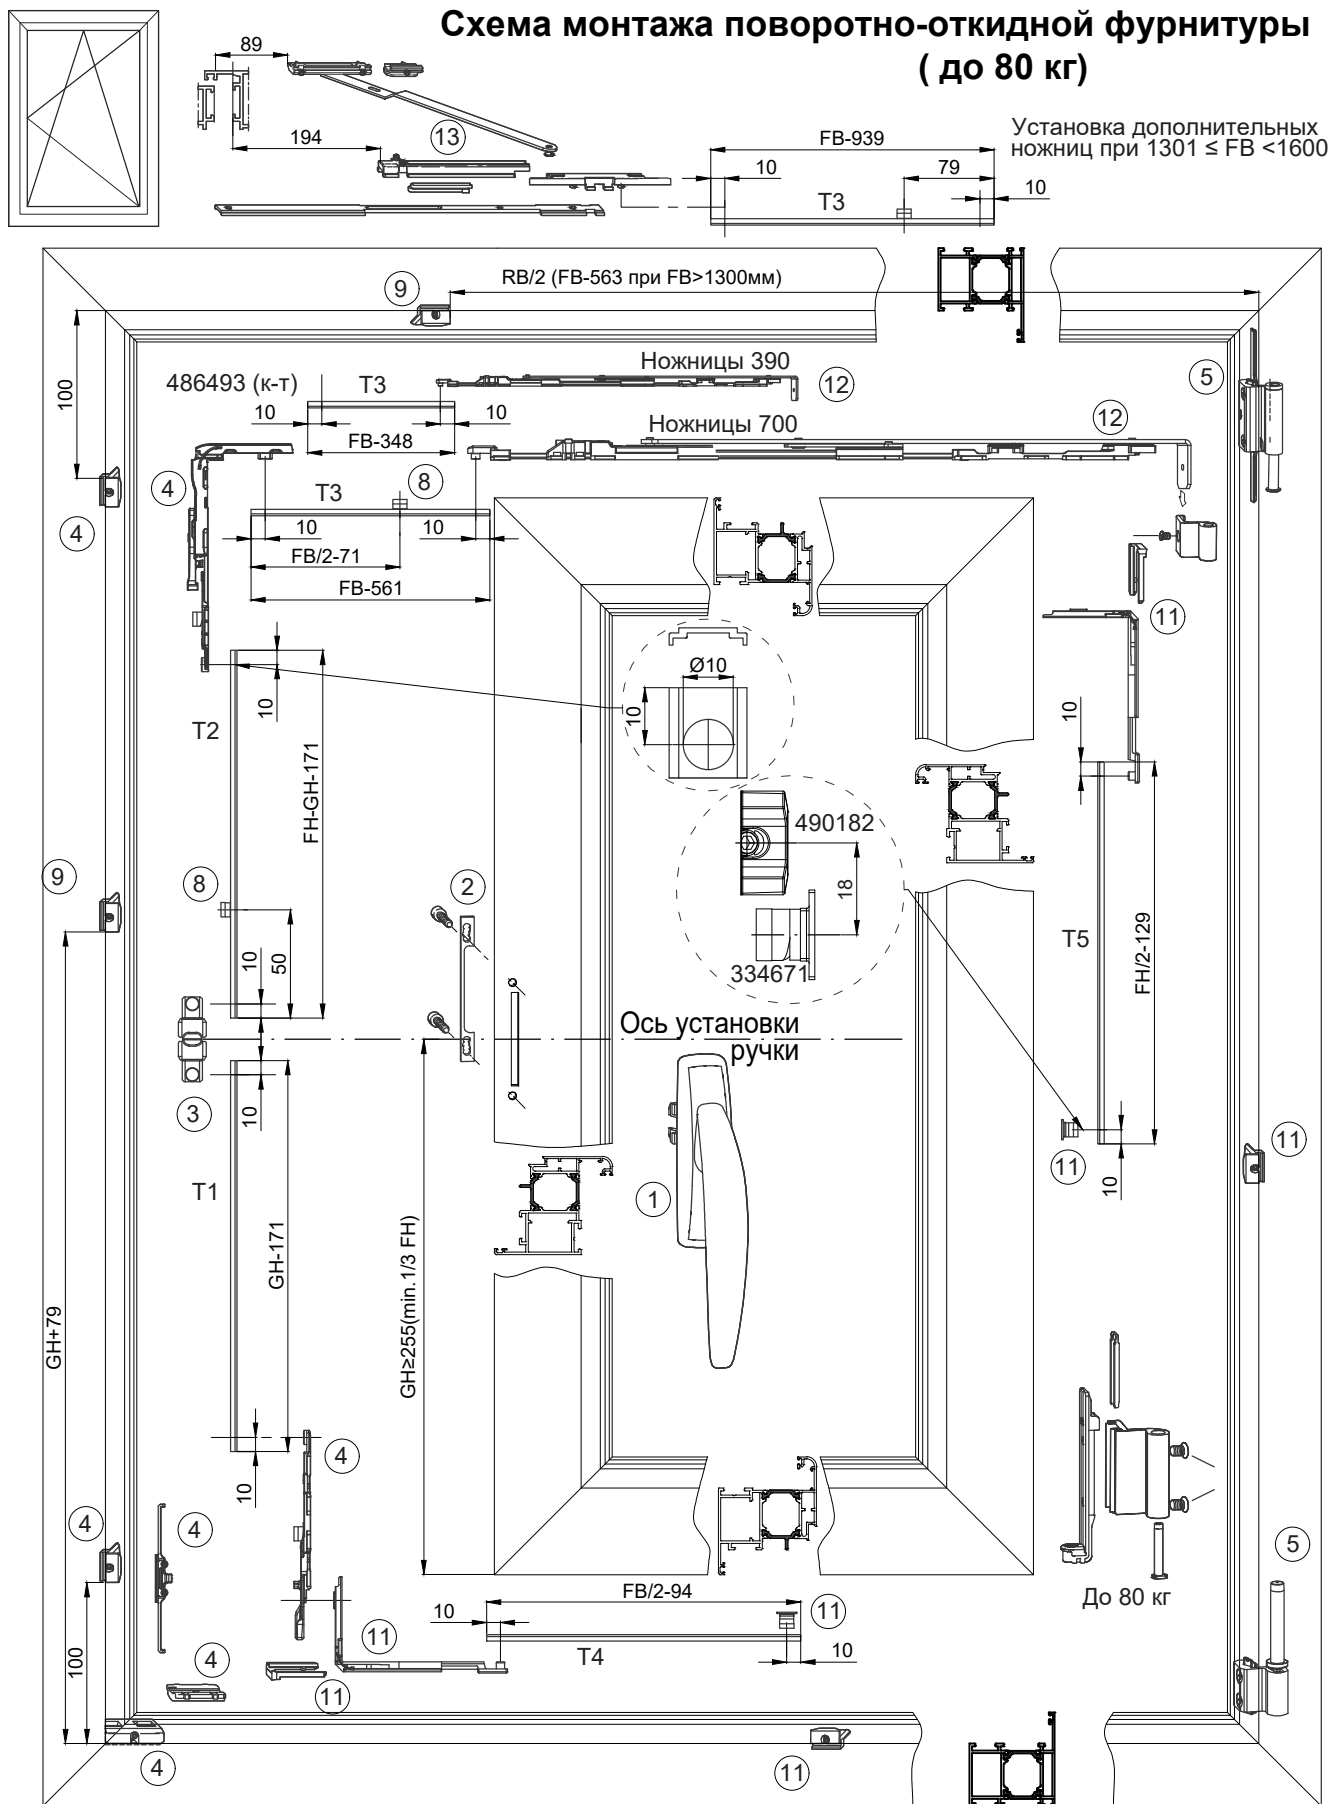 Схема монтажа поворотно-откидной фурнитуры
( до 80 кг)
89
194
13
FB-939
10
79
10
T3
Установка дополнительных
ножниц при 1301 ≤ FB <1600
9
RB/2 (FB-563 при FB>1300мм)
100
486493 (к-т)
T3
10
10
FB-348
Ножницы 390
12
Ножницы 700
12
5
4
4
T3
8
10
10
FB/2-71
FB-561
11
T2
10
FH-GH-171
Ø10
10
490182
18
334671
10
T5
FH/2-129
9
8
2
10
50
Ось установки
ручки
3
10
T1
GH-171
GH≥255(min.1/3 FH)
1
11
10
11
GH+79
10
4
4
4
5
До 80 кг
FB/2-94
10
11
T4
10
11
11
100
4
4
11